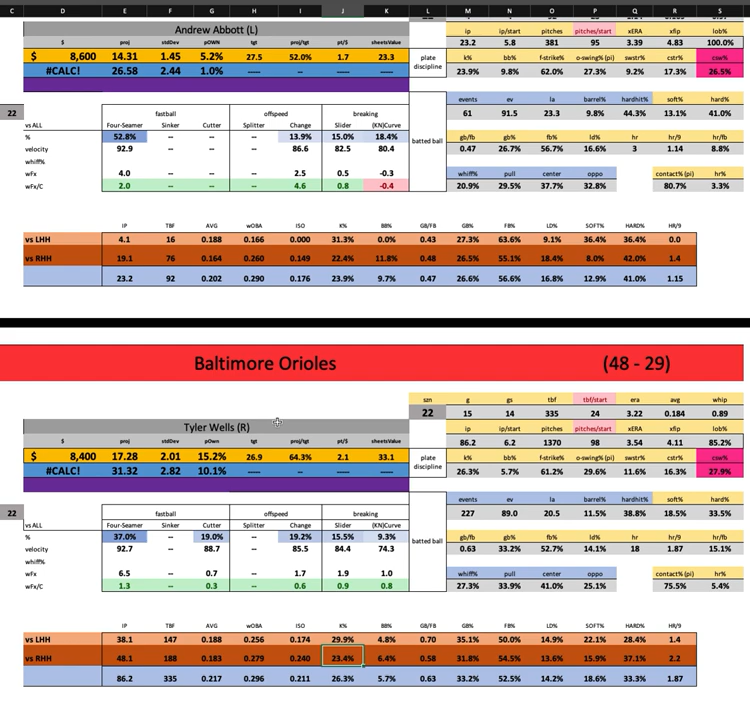 C D E F G H I J K L M N O P Q R S
Andrew Abbott (L)
ip ip/start pitches pitches/start xERA xfip lob%
$ proj stdDev pOWN tgt proj/tgt pt/$ sheetsValue 23.2 5.8 381 95 3.39 4.83 100.0%
$ 8,600 14.31 1.45 5.2% 27.5 52.0% 1.7 23.3 plate discipline k% bb% f-strike% o-swing% (pi) swstr% cstr% csw%
#CALC! 26.58 2.44 1.0% ---- -- ---- ---- 23.9% 9.8% 62.0% 27.3% 9.2% 17.3% 26.5%
events ev la barrel% hardhit% soft% hard%
22 fastball offspeed breaking 61 91.5 23.3 9.8% 44.3% 13.1% 41.0%
vs ALL Four-Seamer Sinker Cutter Splitter Change Slider (KN)Curve
% 52.8% -- -- -- 13.9% 15.0% 18.4% batted ball gb/fb gb% fb% ld% hr hr/9 hr/fb
velocity 92.9 -- -- -- 86.6 82.5 80.4 0.47 26.7% 56.7% 16.6% 3 1.14 8.8%
whiff%
wFx 4.0 -- -- -- 2.5 0.5 -0.3 whiff% pull center oppo contact% (pi) hr%
wFx/C 2.0 -- -- -- 4.6 0.8 -0.4 20.9% 29.5% 37.7% 32.8% 80.7% 3.3%
IP TBF AVG wOBA ISO K% BB% GB/FB GB% FB% LD% SOFT% HARD% HR/9
vs LHH 4.1 16 0.188 0.166 0.000 31.3% 0.0% 0.43 27.3% 63.6% 9.1% 36.4% 36.4% 0.0
vs RHH 19.1 76 0.164 0.260 0.149 22.4% 11.8% 0.48 26.5% 55.1% 18.4% 8.0% 42.0% 1.4
23.2 92 0.202 0.290 0.176 23.9% 9.7% 0.47 26.6% 56.6% 16.8% 12.9% 41.0% 1.15
Baltimore Orioles (48 - 29)
szn g gs tbf tbf/start era avg whip
22 15 14 335 24 3.22 0.184 0.89
Tyler Wells (R) ip ip/start pitches pitches/start xERA xfip lob%
$ proj stdDev pOwn tgt proj/tgt pt/$ sheetsValue 86.2 6.2 1370 98 3.54 4.11 85.2%
$ 8,400 17.28 2.01 15.2% 26.9 64.3% 2.1 33.1 plate discipline k% bb% f-strike% o-swing% (pi) swstr% cstr% csw%
#CALC! 31.32 2.82 10.1% ---- -- ---- ---- 26.3% 5.7% 61.2% 29.6% 11.6% 16.3% 27.9%
events ev la barrel% hardhit% soft% hard%
22 fastball offspeed breaking 227 89.0 20.5 11.5% 38.8% 18.5% 33.5%
vs ALL Four-Seamer Sinker Cutter Splitter Change Slider (KN)Curve
% 37.0% -- 19.0% -- 19.2% 15.5% 9.3% batted ball gb/fb gb% fb% ld% hr hr/9 hr/fb
velocity 92.7 -- 88.7 -- 85.5 84.4 74.3 0.63 33.2% 52.7% 14.1% 18 1.87 15.1%
whiff%
wFx 6.5 -- 0.7 -- 1.7 1.9 1.0 whiff% pull center oppo contact% (pi) hr%
wFx/C 1.3 -- 0.3 -- 0.6 0.9 0.8 27.3% 33.9% 41.0% 25.1% 75.5% 5.4%
IP TBF AVG wOBA ISO K% BB% GB/FB GB% FB% LD% SOFT% HARD% HR/9
vs LHH 38.1 147 0.188 0.256 0.174 29.9% 4.8% 0.70 35.1% 50.0% 14.9% 22.1% 28.4% 1.4
vs RHH 48.1 188 0.183 0.279 0.240 23.4% 6.4% 0.58 31.8% 54.5% 13.6% 15.9% 37.1% 2.2
86.2 335 0.217 0.296 0.211 26.3% 5.7% 0.63 33.2% 52.5% 14.2% 18.6% 33.3% 1.87